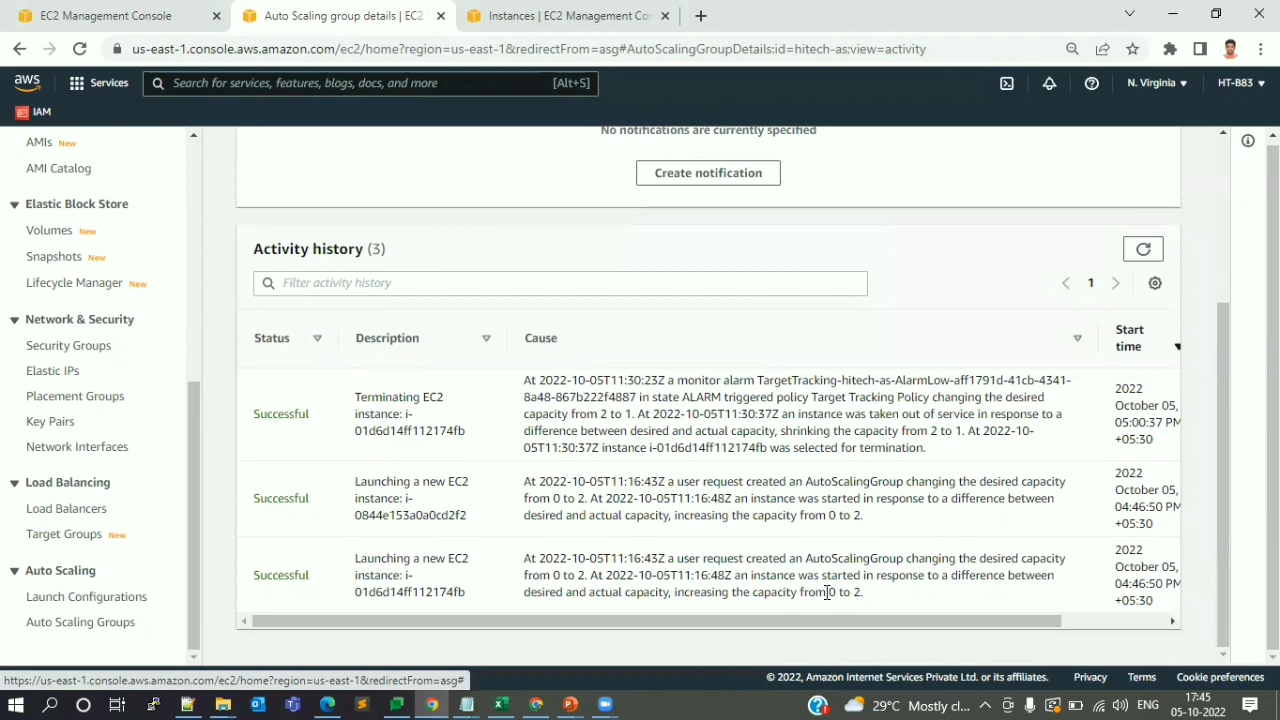 EC2 Management Console
Auto Scaling group details | EC2
Instances | EC2 Management Con
us-east-1.console.aws.amazon.com/ec2/home?region=us-east-1&redirectFrom=asg#AutoScalingGroupDetails:id=hitech-as;view=activity
aws
Services
Search for services, features, blogs, docs, and more
[Alt+S]
N. Virginia
HT-B83
IAM
AMIs New
AMI Catalog
Elastic Block Store
Volumes New
Snapshots New
Lifecycle Manager New
Network & Security
Security Groups
Elastic IPs
Placement Groups
Key Pairs
Network Interfaces
Load Balancing
Load Balancers
Target Groups New
Auto Scaling
Launch Configurations
Auto Scaling Groups
No notifications are currently specified
Create notification
Activity history (3)
Filter activity history
1
Status
Description
Cause
Start
time
Successful
Terminating EC2
instance: i-
01d6d14ff112174fb
At 2022-10-05T11:30:23Z a monitor alarm TargetTracking-hitech-as-AlarmLow-aff1791d-41cb-4341-
8a48-867b222f4887 in state ALARM triggered policy Target Tracking Policy changing the desired
capacity from 2 to 1. At 2022-10-05T11:30:37Z an instance was taken out of service in response to a
difference between desired and actual capacity, shrinking the capacity from 2 to 1. At 2022-10-
05T11:30:37Z instance i-01d6d14ff112174fb was selected for termination.
2022
October 05,
05:00:37 PM
+05:30
Successful
Launching a new EC2
instance: i-
0844e153a0a0cd2f2
At 2022-10-05T11:16:43Z a user request created an AutoScalingGroup changing the desired capacity
from 0 to 2. At 2022-10-05T11:16:48Z an instance was started in response to a difference between
desired and actual capacity, increasing the capacity from 0 to 2.
2022
October 05,
04:46:50 PM
+05:30
Successful
Launching a new EC2
instance: i-
01d6d14ff112174fb
At 2022-10-05T11:16:43Z a user request created an AutoScalingGroup changing the desired capacity
from 0 to 2. At 2022-10-05T11:16:48Z an instance was started in response to a difference between
desired and actual capacity, increasing the capacity from 0 to 2.
2022
October 05,
04:46:50 PM
+05:30
https://us-east-1.console.aws.amazon.com/ec2/home?region=us-east-1&redirectFrom=asg#
© 2022, Amazon Internet Services Private Ltd. or its affiliates.
Privacy
Terms
Cookie preferences
29°C Mostly cl...
ENG
17:45
05-10-2022